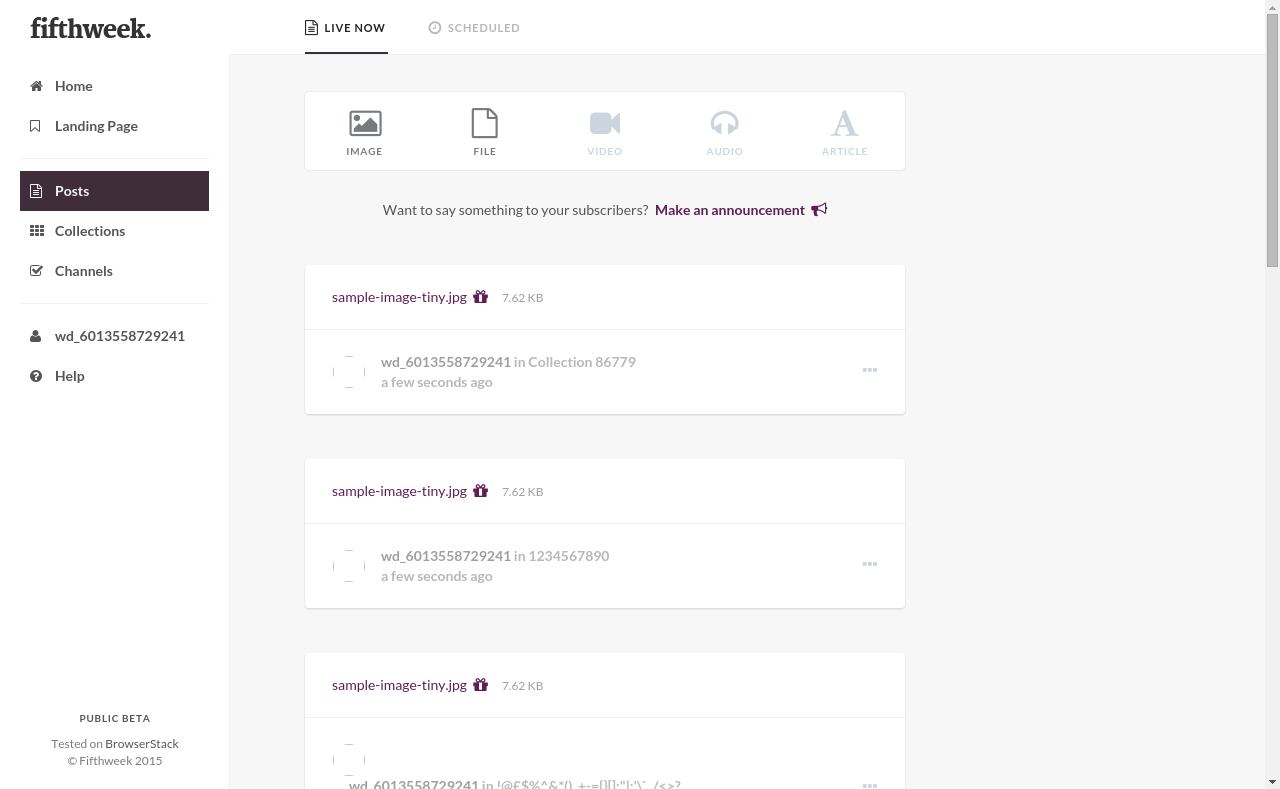 fifthweek.
LIVE NOW
SCHEDULED
Home
Landing Page
Posts
Collections
Channels
wd_6013558729241
Help
PUBLIC BETA
Tested on BrowserStack
© Fifthweek 2015
IMAGE
FILE
VIDEO
AUDIO
ARTICLE
Want to say something to your subscribers? Make an announcement
sample-image-tiny.jpg 7.62 KB
wd_6013558729241 in Collection 86779
a few seconds ago
sample-image-tiny.jpg 7.62 KB
wd_6013558729241 in 1234567890
a few seconds ago
sample-image-tiny.jpg 7.62 KB
wd_6013558729241 in